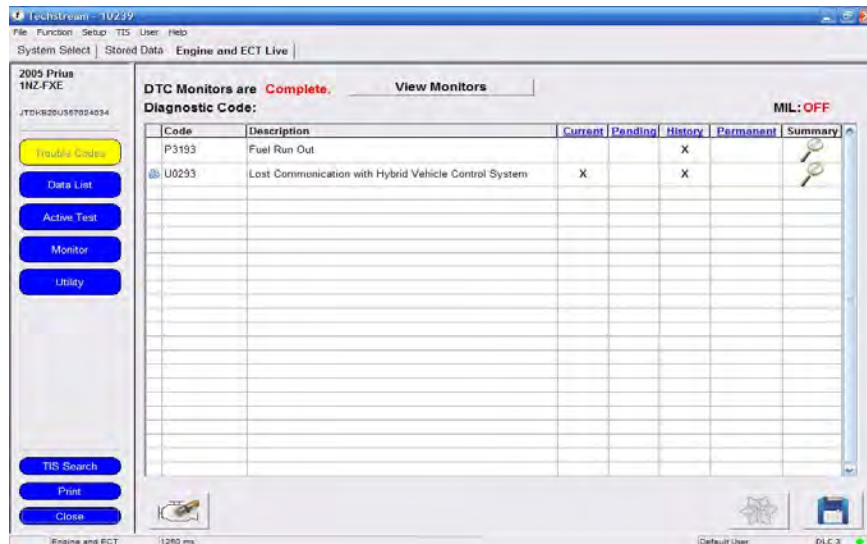 Techstream - 10239
File Function Setup TIS User Help
System Select Stored Data Engine and ECT Live
2005 Prius
1NZ-FXE
JTDKB20U567024034
DTC Monitors are Complete. View Monitors
Diagnostic Code: MIL: OFF
Code Description Current Pending History Permanent Summary
P3193 Fuel Run Out X
U0293 Lost Communication with Hybrid Vehicle Control System X X
Trouble Codes
Data List
Active Test
Monitor
Utility
TIS Search
Print
Close
Engine and ECT 1260 ms Default User DLC 3